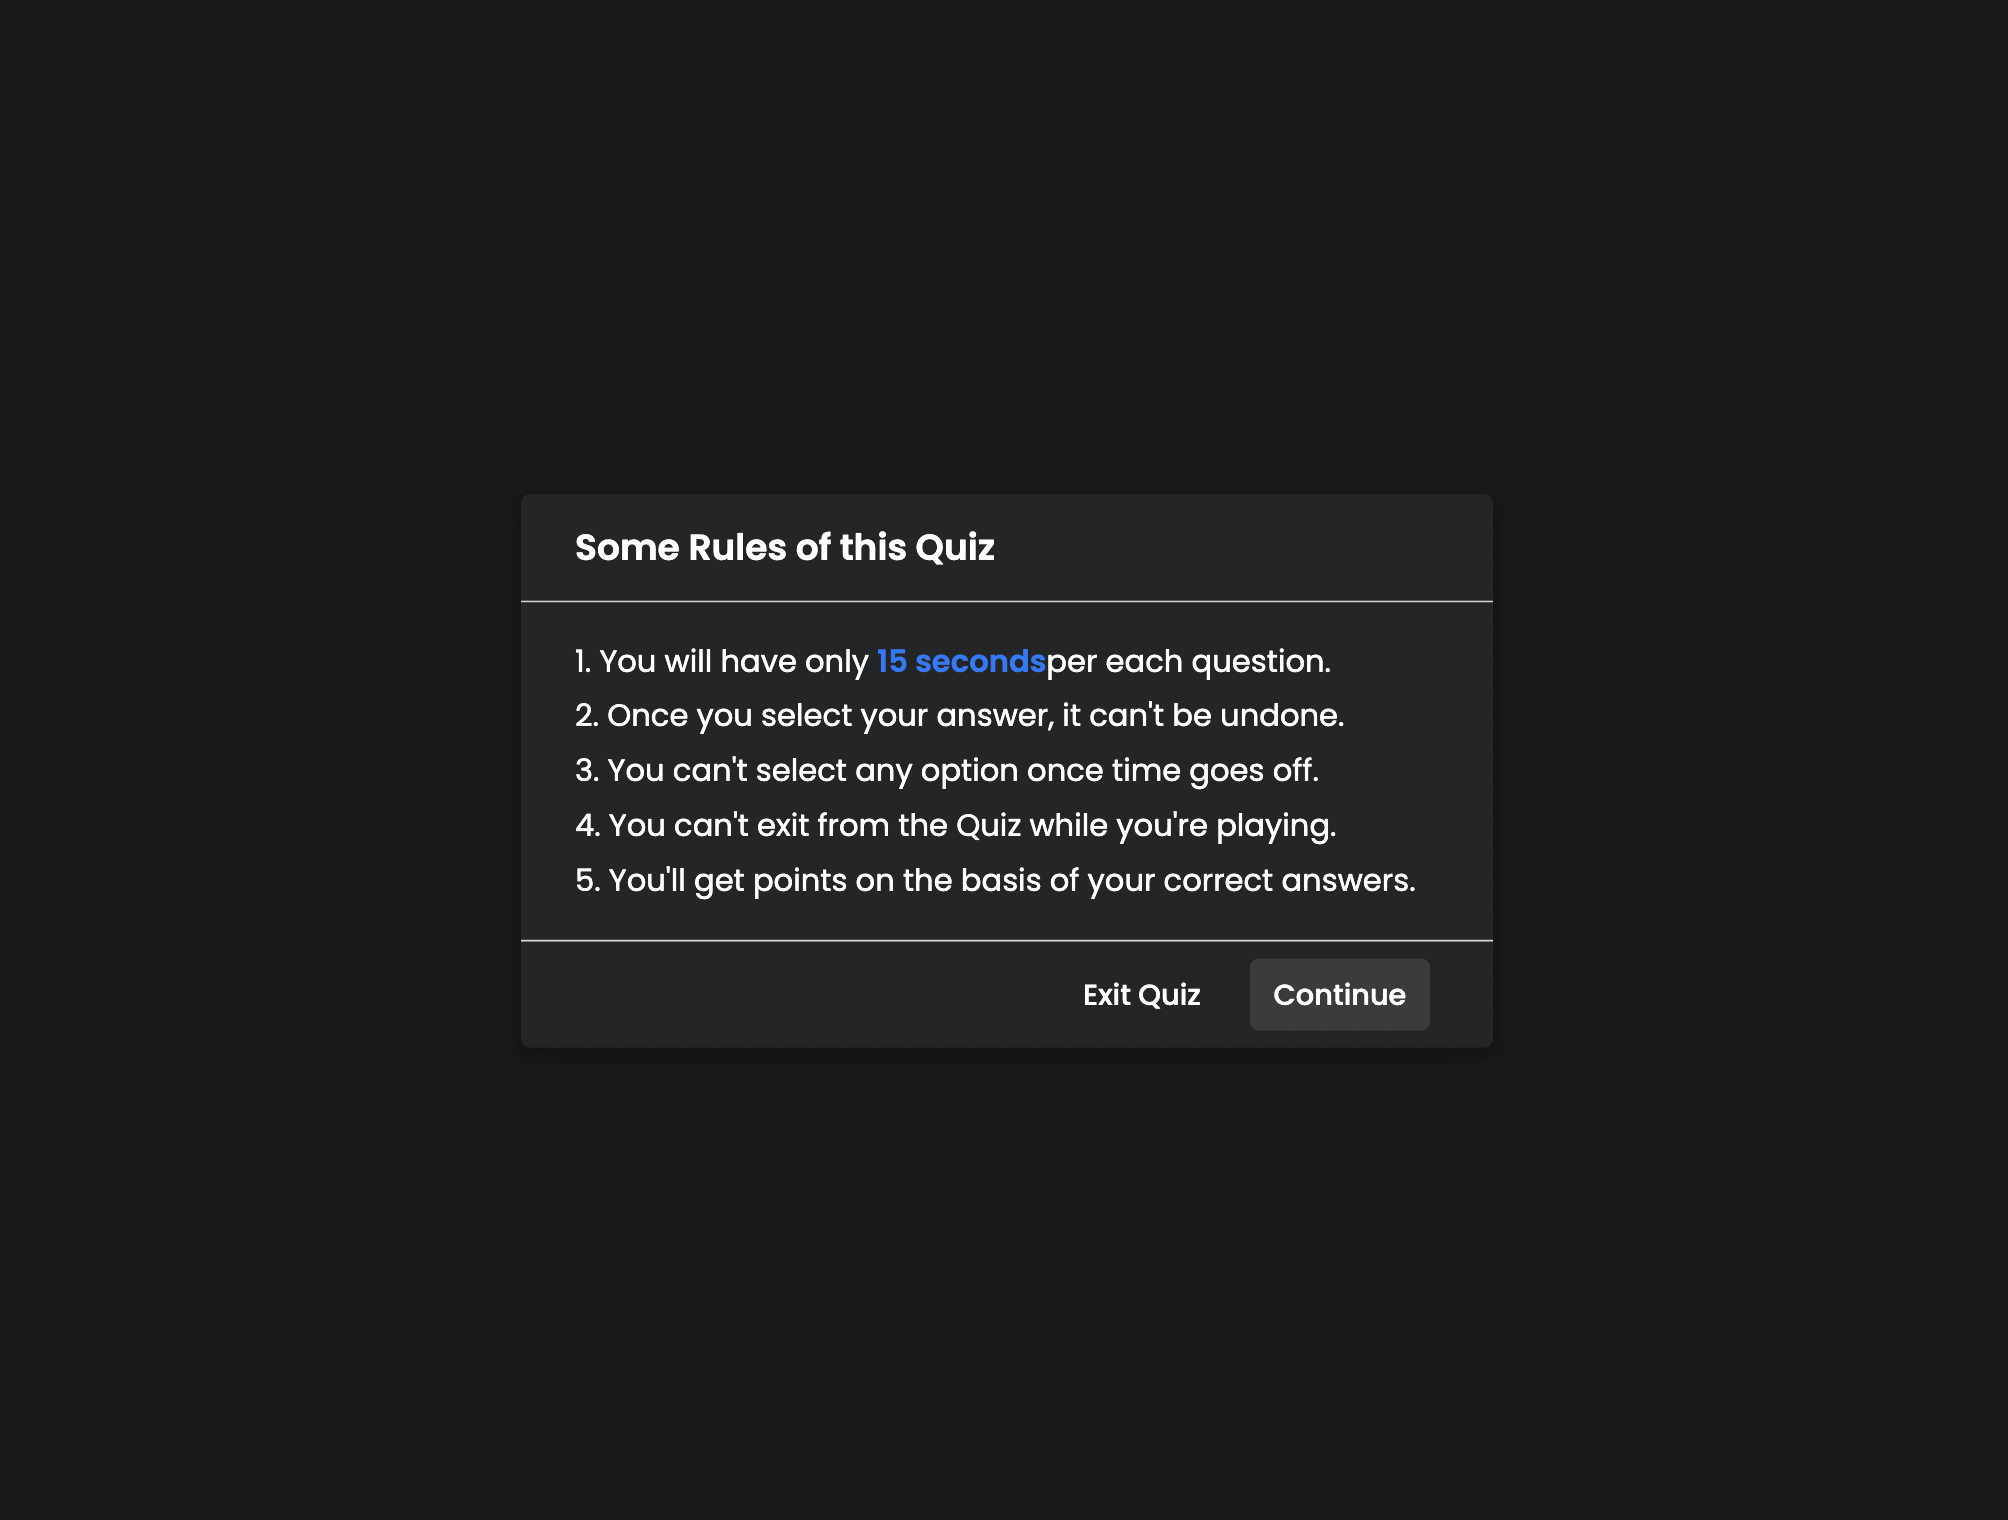 Some Rules of this Quiz
1. You will have only 15 secondsper each question.
2. Once you select your answer, it can't be undone.
3. You can't select any option once time goes off.
4. You can't exit from the Quiz while you're playing.
5. You'll get points on the basis of your correct answers.
Exit Quiz Continue